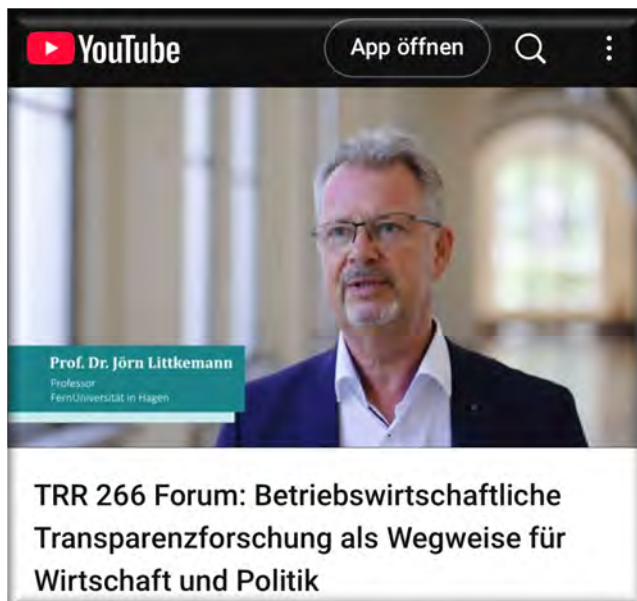 YouTube
App öffnen
Prof. Dr. Jörn Littkemann
Professor
FernUniversität in Hagen
TRR 266 Forum: Betriebswirtschaftliche
Transparenzforschung als Wegweise für
Wirtschaft und Politik